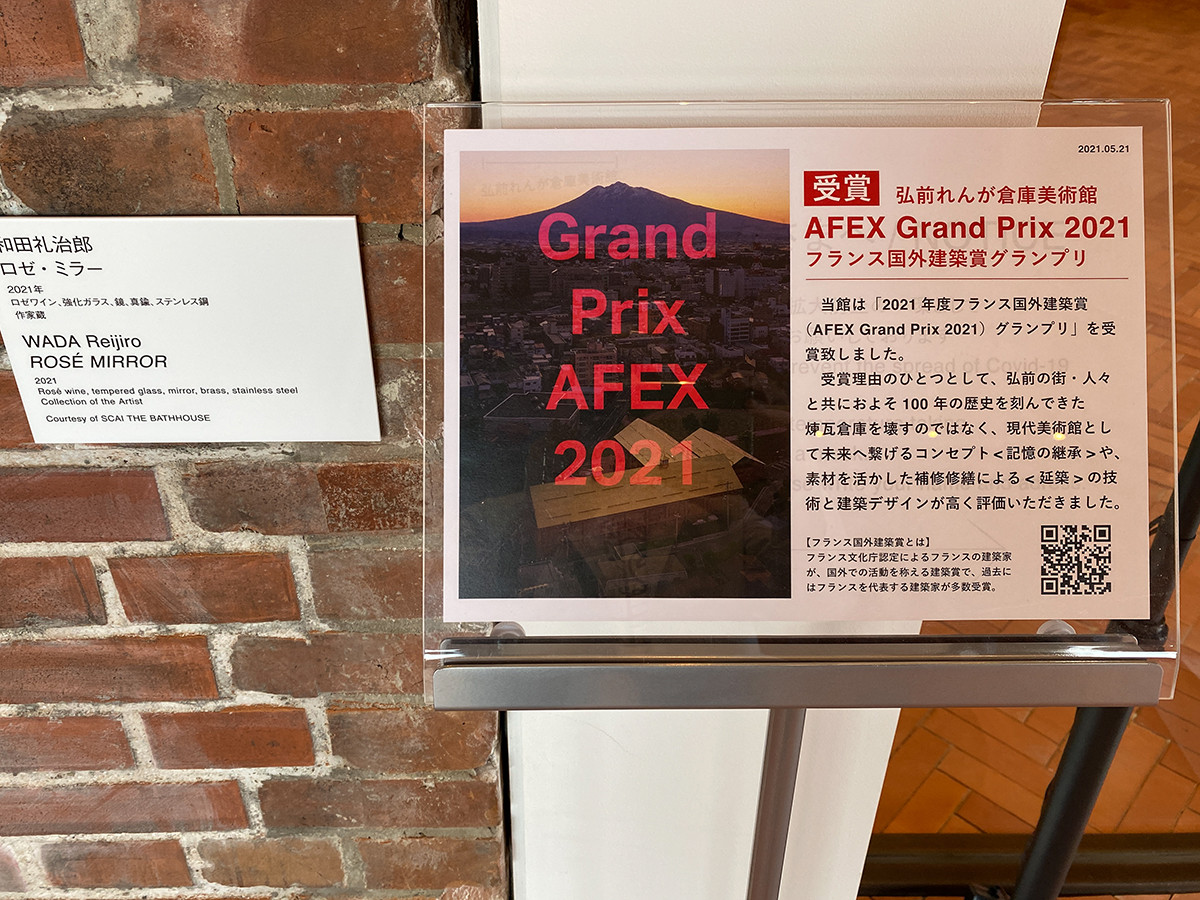 和田礼治郎
ロゼ・ミラー
2021年
ロゼワイン、強化ガラス、鏡、真鍮、ステンレス鋼
作家蔵
WADA Reijiro
ROSÉ MIRROR
2021
Rosé wine, tempered glass, mirror, brass, stainless steel
Collection of the Artist
Courtesy of SCAI THE BATHHOUSE
Grand
Prix
AFEX
2021
2021.05.21
受賞 弘前れんが倉庫美術館
AFEX Grand Prix 2021
フランス国外建築賞グランプリ
当館は「2021 年度フランス国外建築賞
（AFEX Grand Prix 2021）グランプリ」を受
賞致しました。
受賞理由のひとつとして、弘前の街・人々
と共におよそ 100 年の歴史を刻んできた
煉瓦倉庫を壊すのではなく、現代美術館とし
て未来へ繋げるコンセプト＜記憶の継承＞や、
素材を活かした補修修繕による＜延築＞の技
術と建築デザインが高く評価いただきました。
【フランス国外建築賞とは】
フランス文化庁認定によるフランスの建築家
が、国外での活動を称える建築賞で、過去に
はフランスを代表する建築家が多数受賞。
NOTICE
prevent the spread of Covid-19